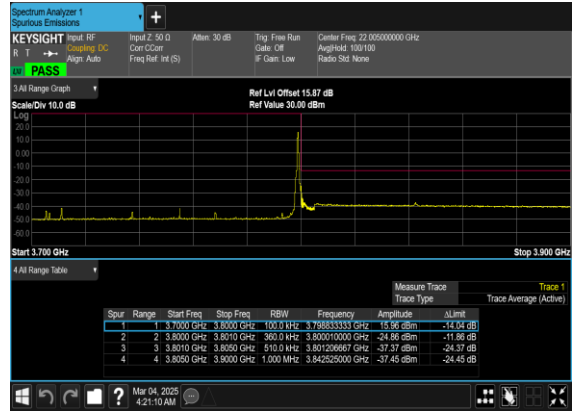 Spectrum Analyzer 1
Spurious Emissions
+
KEYSIGHT
R T
PASS
Input: RF
Coupling: DC
Align: Auto
Input Z: 50 Ω
Corr CCorr
Freq Ref: Int (S)
Atten: 30 dB
Trig: Free Run
Gate: Off
IF Gain: Low
Center Freq: 22.005000000 GHz
Avg|Hold: 100/100
Radio Std: None
3 All Range Graph
Ref Lvl Offset 15.87 dB
Scale/Div 10.0 dB
Ref Value 30.00 dBm
Log
20.0
10.0
0.00
-10.0
-20.0
-30.0
-40.0
-50.0
-60.0
Start 3.700 GHz
Stop 3.900 GHz
4 All Range Table
Measure Trace Trace 1
Trace Type Trace Average (Active)
Spur Range Start Freq Stop Freq RBW Frequency Amplitude ΔLimit
1 1 3.7000 GHz 3.8000 GHz 100.0 kHz 3.798833333 GHz 15.96 dBm -14.04 dB
2 2 3.8000 GHz 3.8010 GHz 360.0 kHz 3.800010000 GHz -24.86 dBm -11.86 dB
3 3 3.8010 GHz 3.8050 GHz 510.0 kHz 3.801206667 GHz -37.37 dBm -24.37 dB
4 4 3.8050 GHz 3.9000 GHz 1.000 MHz 3.842525000 GHz -37.45 dBm -24.45 dB
?
Mar 04, 2025
4:21:10 AM